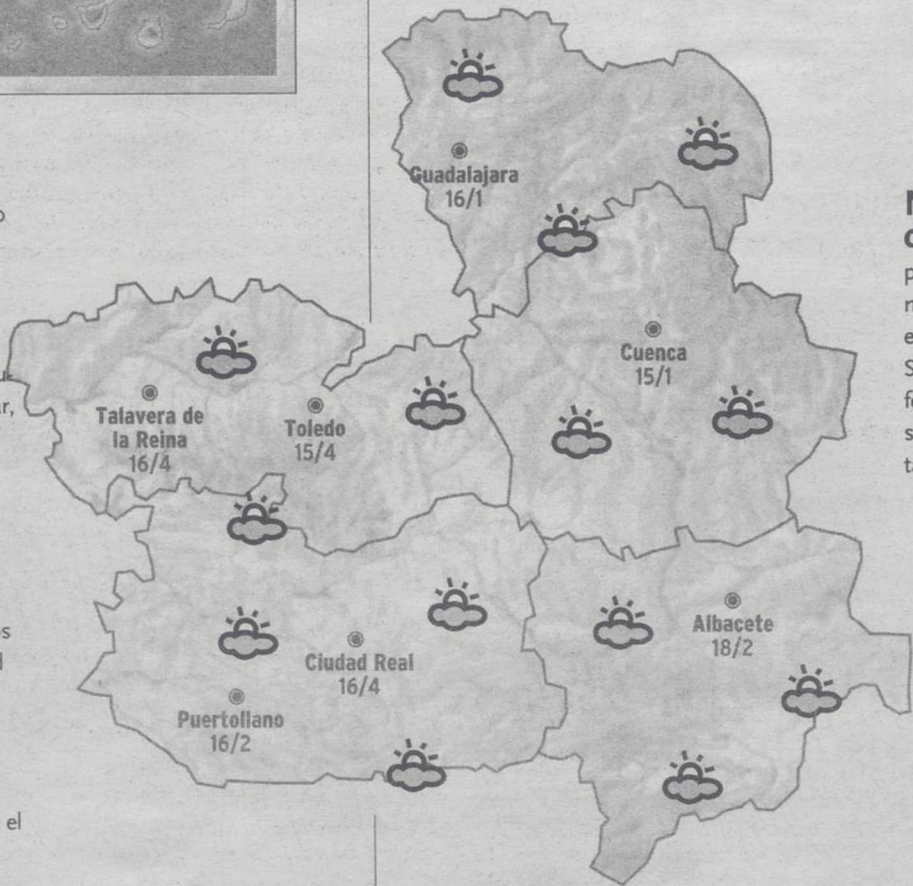 Guadalajara
16/1
Cuenca
15/1
Talavera de
la Reina
16/4
Toledo
15/4
Albacete
18/2
Ciudad Real
16/4
Puertollano
16/2
el